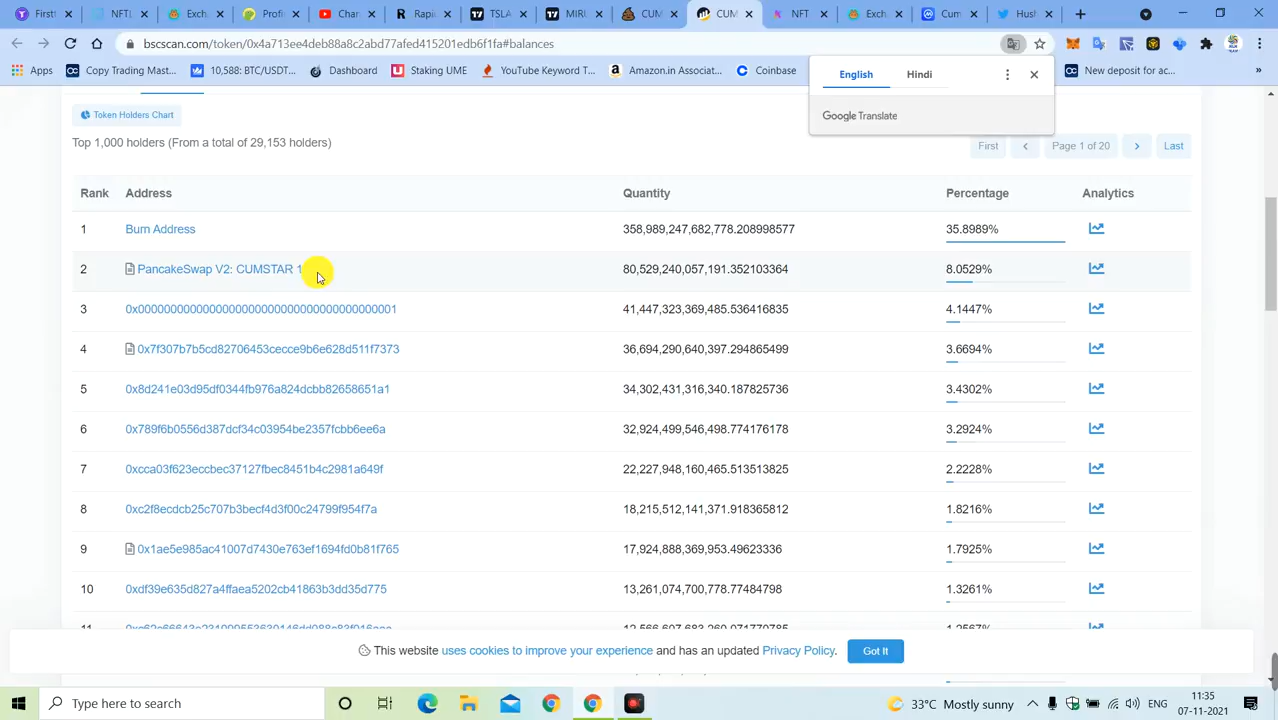 First
CUM
NFT
bscscan.com/token/0x4a713ee4deb88a8c2abd77afed415201edb6f1fa#balances
Apps
Copy Trading Mast...
10,588: BTC/USDT...
Dashboard
Staking UME
YouTube Keyword T...
Amazon.in Associat...
Coinbase
New deposit for ac...
»
English
Hindi
Google Translate
Token Holders Chart
Top 1,000 holders (From a total of 29,153 holders)
First
Page 1 of 20
Last
Rank Address Quantity Percentage Analytics
1 Burn Address 358,989,247,682,778.208998577 35.8989%
2 PancakeSwap V2: CUMSTAR 1 80,529,240,057,191.352103364 8.0529%
3 0x0000000000000000000000000000000000000001 41,447,323,369,485.536416835 4.1447%
4 0x7f307b7b5cd82706453cecce9b6e628d511f7373 36,694,290,640,397.294865499 3.6694%
5 0x8d241e03d95df0344fb976a824dcbb82658651a1 34,302,431,316,340.187825736 3.4302%
6 0x789f6b0556d387dcf34c03954be2357fcbb6ee6a 32,924,499,546,498.774176178 3.2924%
7 0xcca03f623eccbec37127fbec8451b4c2981a649f 22,227,948,160,465.513513825 2.2228%
8 0xc2f8ecdcb25c707b3becf4d3f00c24799f954f7a 18,215,512,141,371.918365812 1.8216%
9 0x1ae5e985ac41007d7430e763ef1694fd0b81f765 17,924,888,369,953.49623336 1.7925%
10 0xdf39e635d827a4ffaea5202cb41863b3dd35d775 13,261,074,700,778.77484798 1.3261%
This website uses cookies to improve your experience and has an updated Privacy Policy.
Got It
Type here to search
33°C Mostly sunny
ENG
11:35
07-11-2021